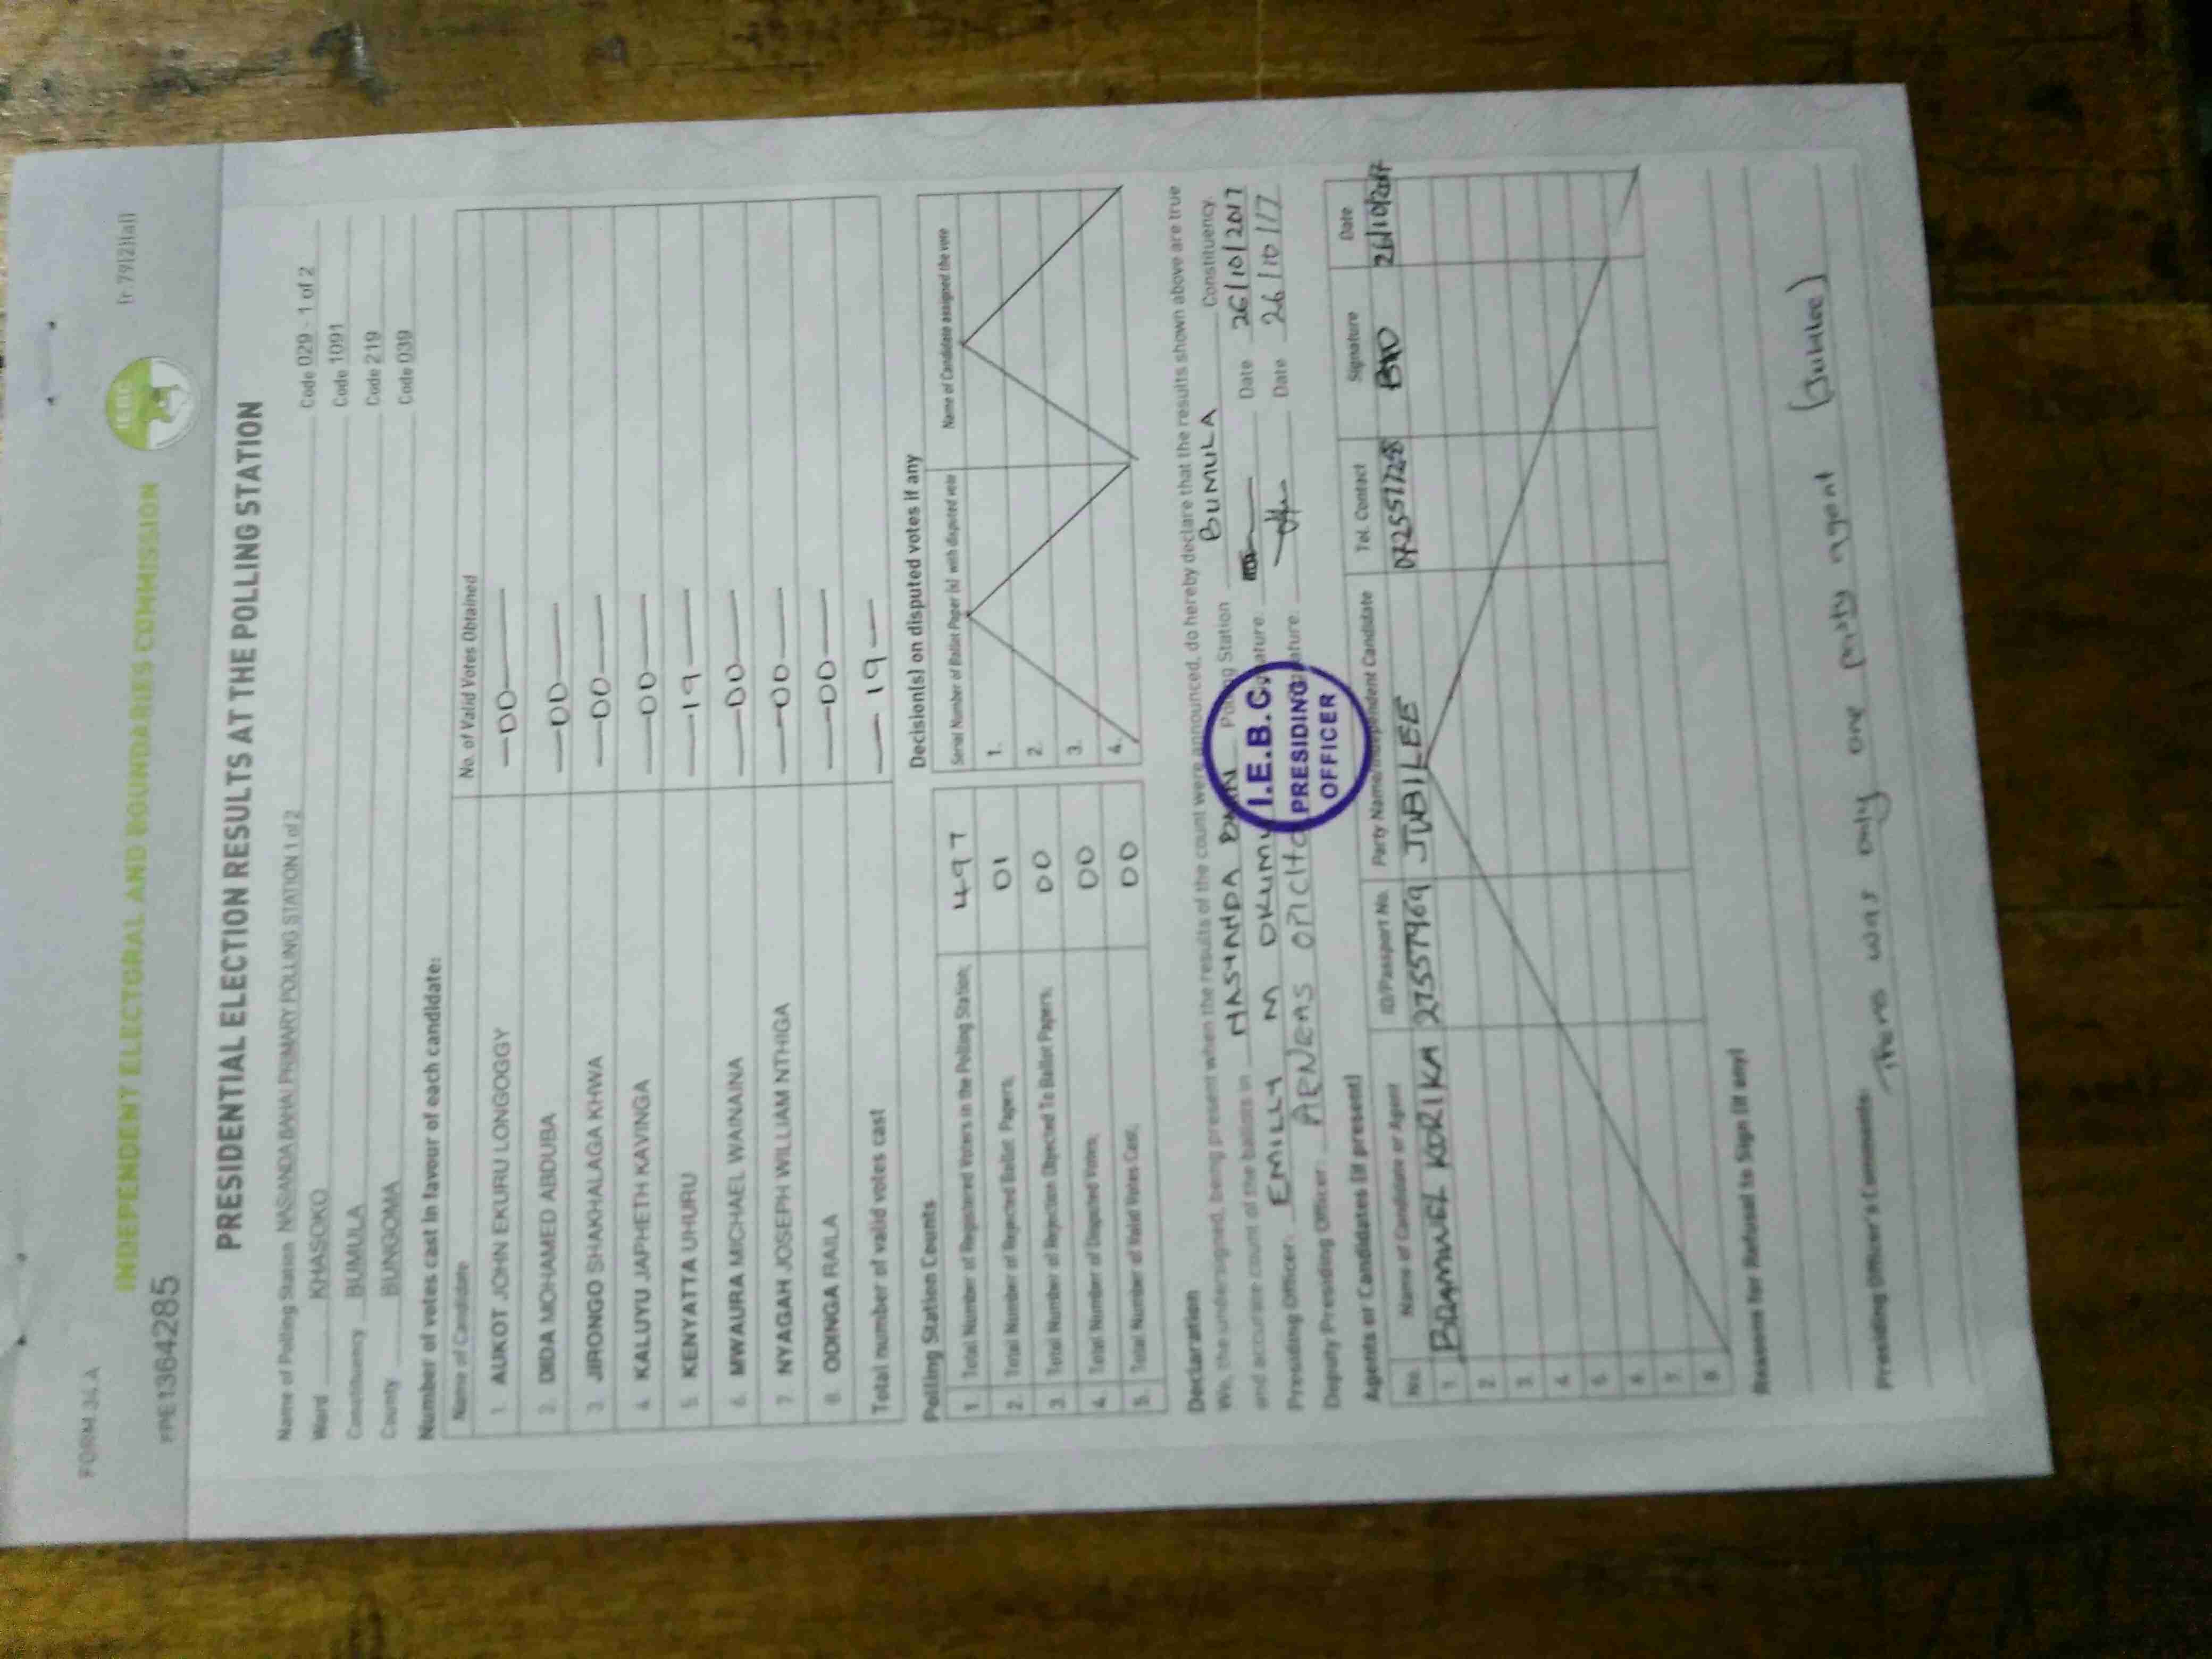 FORM 34 A
(r.79(2)(a))
INDEPENDENT ELECTORAL AND BOUNDARIES COMMISSION
IEBC
FPE1364285
PRESIDENTIAL ELECTION RESULTS AT THE POLLING STATION
Name of Polling Station NASIANDA BAHAI PRIMARY POLLING STATION 1 of 2 Code 029 - 1 of 2
Ward KHASOKO Code 1091
Constituency BUMULA Code 219
County BUNGOMA Code 039
Number of votes cast in favour of each candidate:
Name of Candidate No. of Valid Votes Obtained
1. AUKOT JOHN EKURU LONGOGGY —00—
2. DIDA MOHAMED ABDUBA —00—
3. JIRONGO SHAKHALAGA KHWA —00—
4. KALUYU JAPHETH KAVINGA —00—
5. KENYATTA UHURU —19—
6. MWAURA MICHAEL WAINAINA —00—
7. NYAGAH JOSEPH WILLIAM NTHIGA —00—
8. ODINGA RAILA —00—
Total number of valid votes cast —19—
Polling Station Counts
1. Total Number of Registered Voters in the Polling Station; 497
2. Total Number of Rejected Ballot Papers; 01
3. Total Number of Rejection Objected To Ballot Papers; 00
4. Total Number of Disputed Votes; 00
5. Total Number of Valid Votes Cast; 00
Decision(s) on disputed votes if any
Serial Number of Ballot Paper (s) with disputed vote Name of Candidate assigned the vote
1.
2.
3.
4.
Declaration
We, the undersigned, being present when the results of the count were announced, do hereby declare that the results shown above are true
and accurate count of the ballots in Polling Station BUMULA Constituency.
Presiding Officer: EMILLY N Date 26/10/2017
Deputy Presiding Officer: Date 26/10/17
I.E.B.C.
PRESIDING
OFFICER
Agents or Candidates (if present)
No. Name of Candidate or Agent ID/Passport No. Party Name/Independent Candidate Tel. Contact Signature Date
1. KORIKA 27557969 JUBILEE 26/10/2017
2.
3.
4.
5.
6.
7.
8.
Reasons for Refusal to Sign (if any)
Presiding Officer's Comments: There was only one party agent (Jubilee)